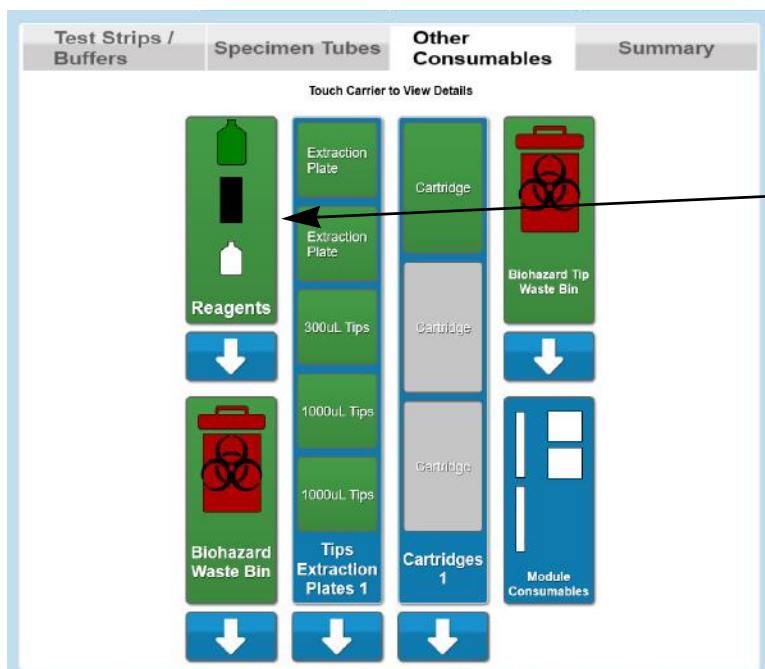 Test Strips /
Buffers
Specimen Tubes
Other
Consumables
Summary
Touch Carrier to View Details
Reagents
Biohazard
Waste Bin
Extraction
Plate
Extraction
Plate
300uL Tips
1000uL Tips
1000uL Tips
Tips
Extraction
Plates 1
Cartridge
Cartridge
Cartridge
Cartridges
1
Biohazard Tip
Waste Bin
Module
Consumables